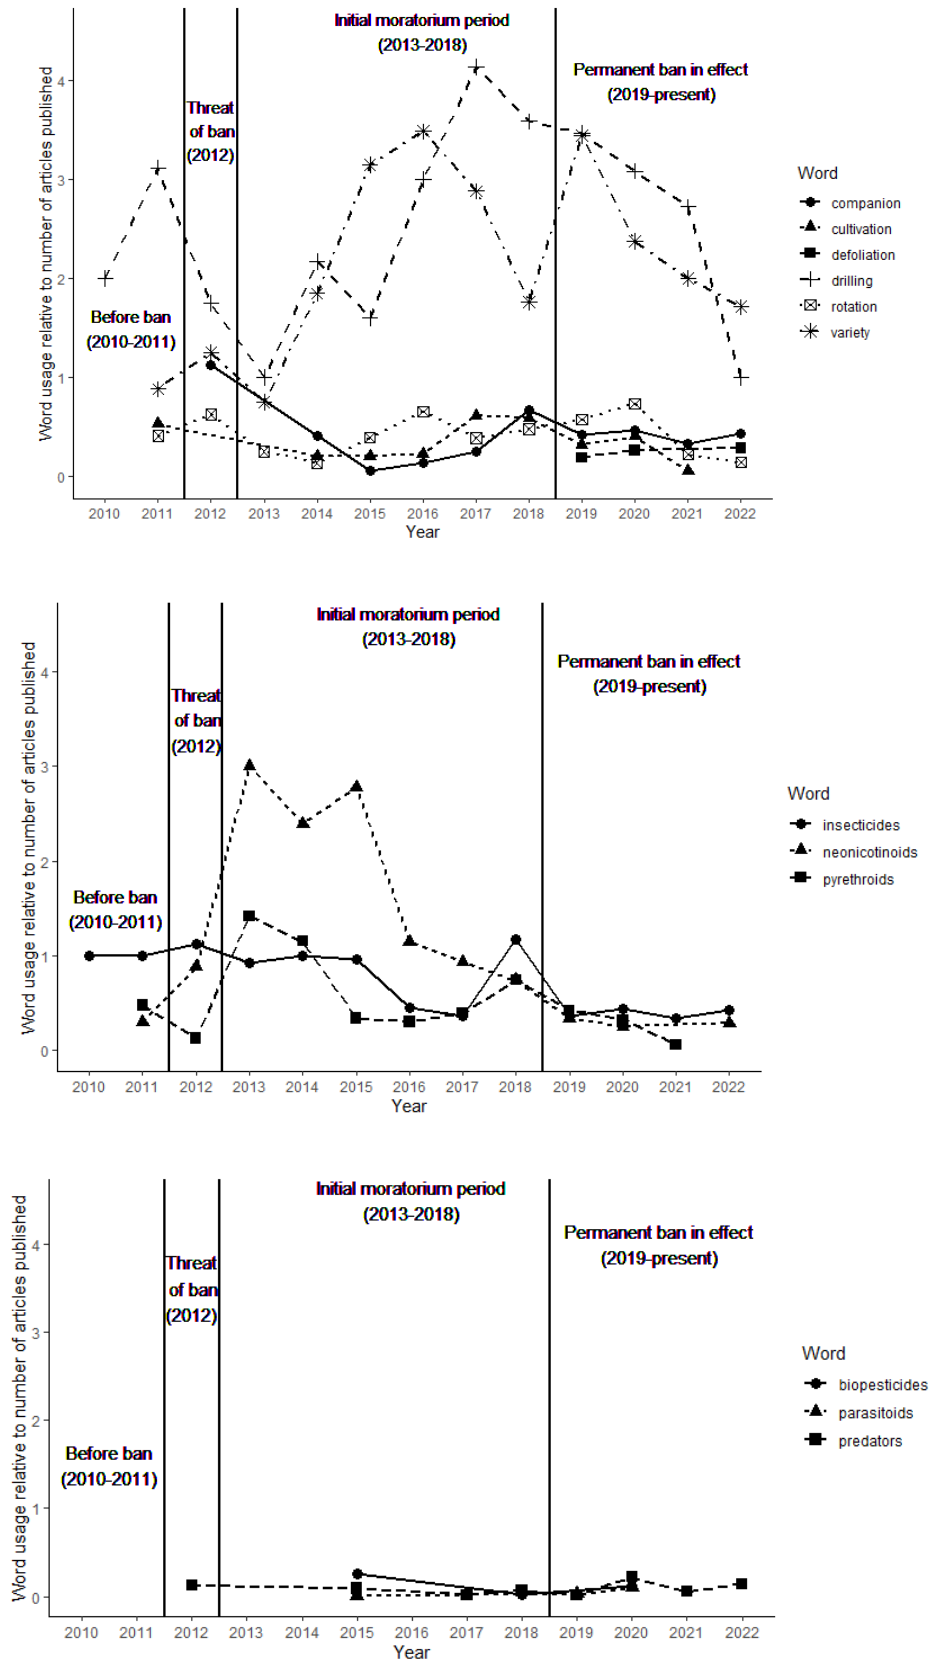 Initial moratorium period
(2013-2018)
Permanent ban in effect
(2019-present)
Threat
of ban
(2012)
Before ban
(2010-2011)
Word usage relative to number of articles published
4
3
2
1
0
2010 2011 2012 2013 2014 2015 2016 2017 2018 2019 2020 2021 2022
Year
Word
companion
cultivation
defoliation
drilling
rotation
variety
Initial moratorium period
(2013-2018)
Permanent ban in effect
(2019-present)
Threat
of ban
(2012)
Before ban
(2010-2011)
Word usage relative to number of articles published
4
3
2
1
0
2010 2011 2012 2013 2014 2015 2016 2017 2018 2019 2020 2021 2022
Year
Word
insecticides
neonicotinoids
pyrethroids
Initial moratorium period
(2013-2018)
Permanent ban in effect
(2019-present)
Threat
of ban
(2012)
Before ban
(2010-2011)
Word usage relative to number of articles published
4
3
2
1
0
2010 2011 2012 2013 2014 2015 2016 2017 2018 2019 2020 2021 2022
Year
Word
biopesticides
parasitoids
predators